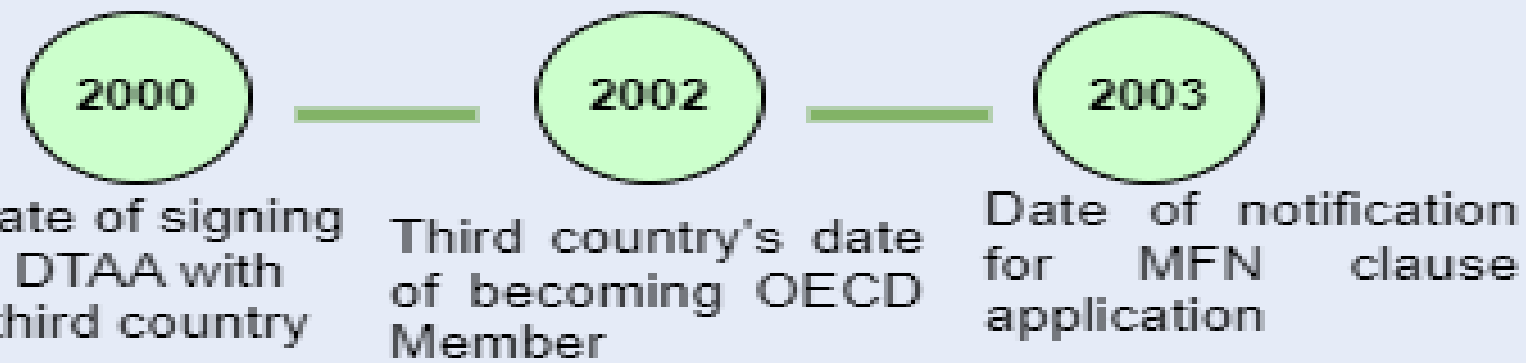 2000
2002
2003
ate of signing
DTAA with
third country
Third country's date
of becoming OECD
Member
Date of notification
for MFN clause
application